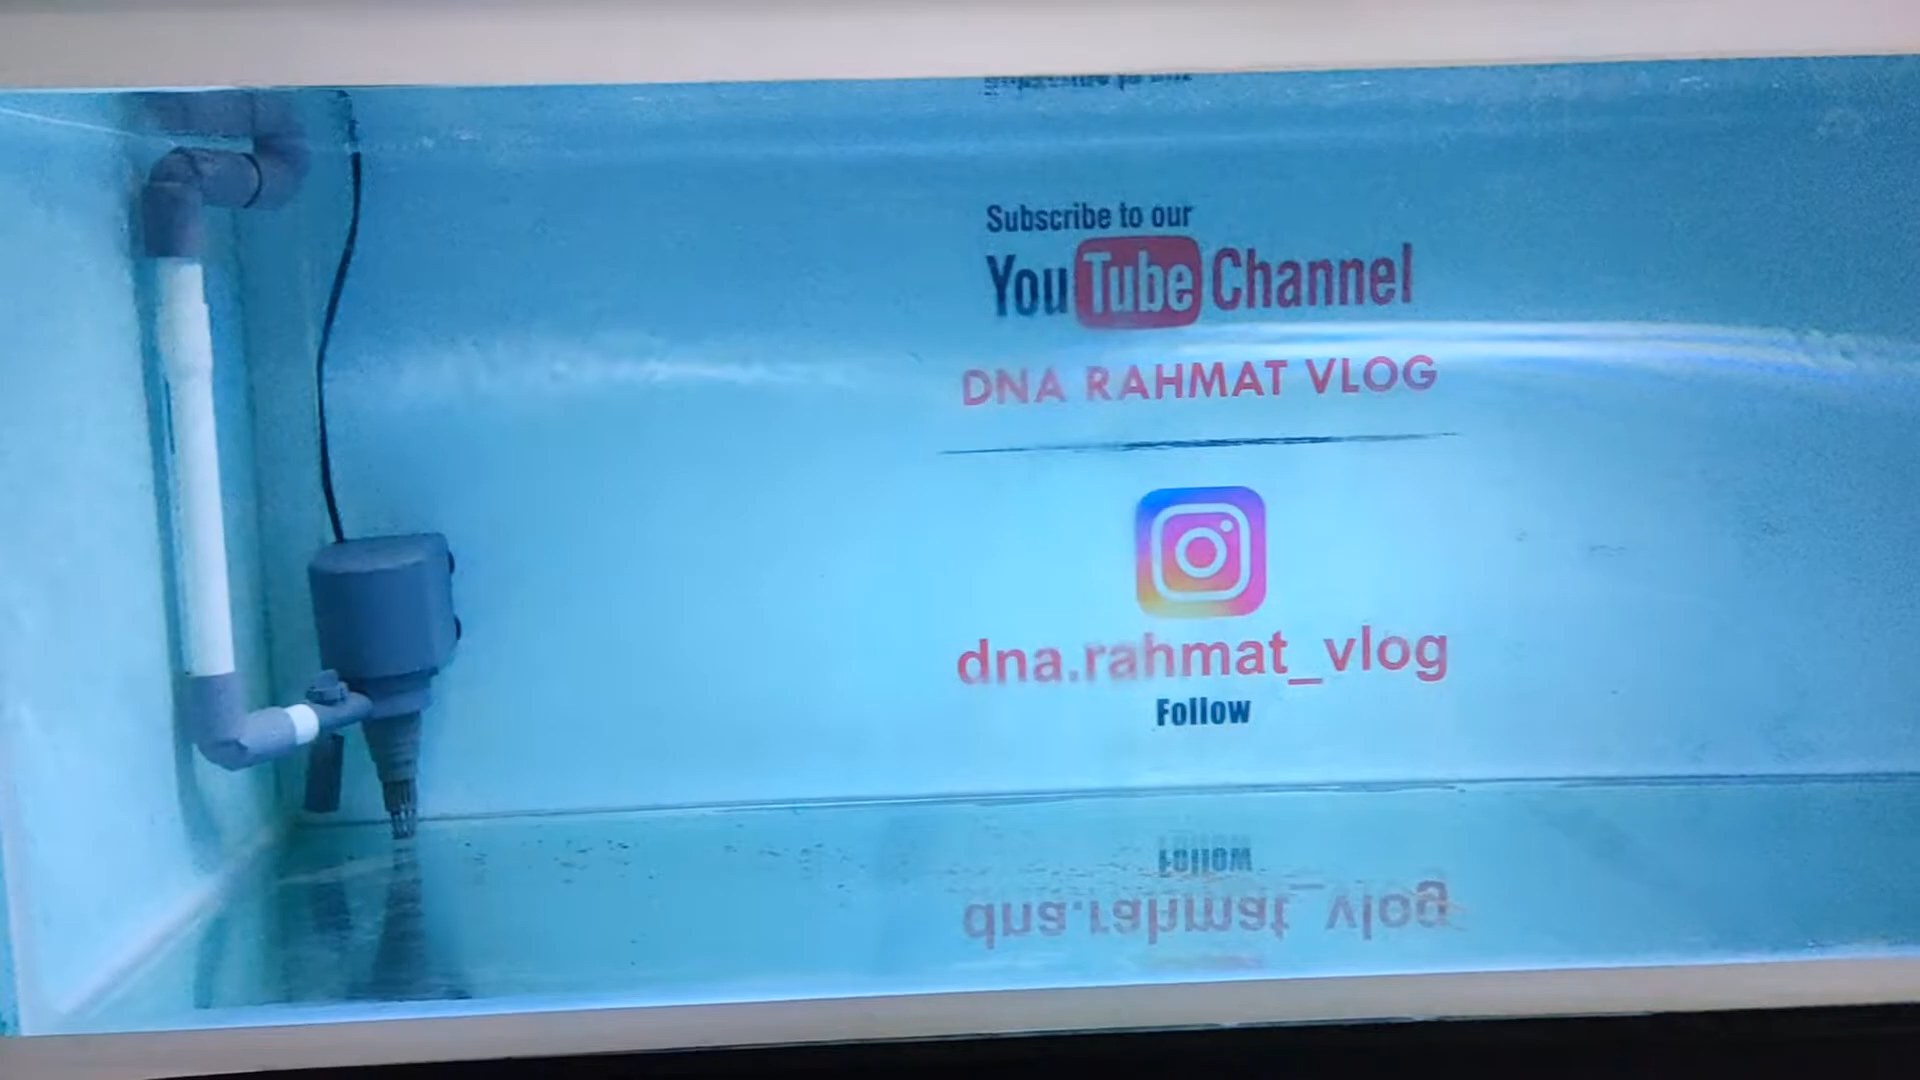 Subscribe to our
YouTube Channel
DNA RAHMAT VLOG
dna.rahmat_vlog
Follow